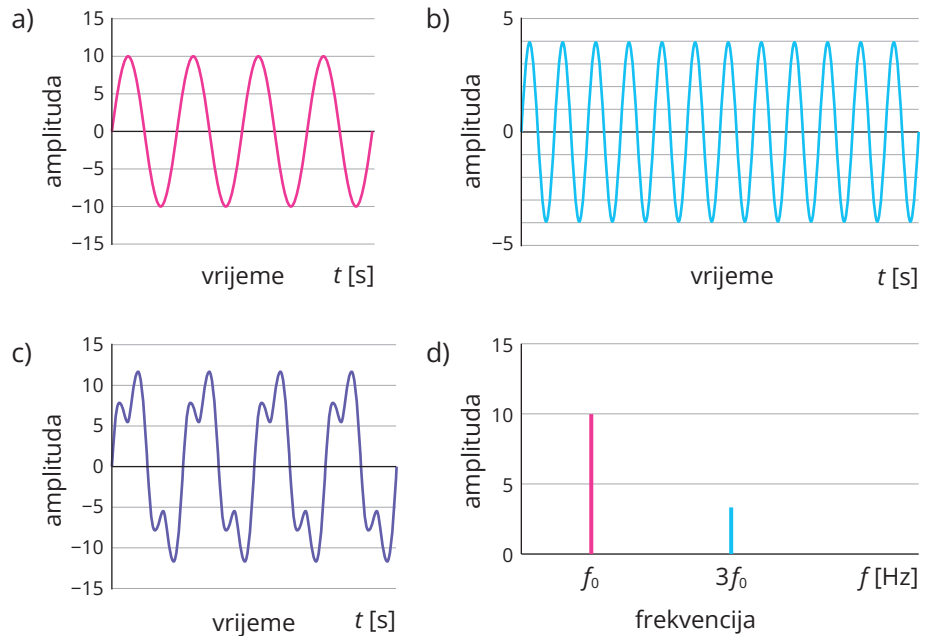 a)
15
10
5
0
−5
−10
−15
amplituda
vrijeme
t [s]
b)
5
0
−5
amplituda
vrijeme
t [s]
c)
15
10
5
0
−5
−10
−15
amplituda
vrijeme
t [s]
d)
15
10
5
0
amplituda
f₀
3f₀
f [Hz]
frekvencija